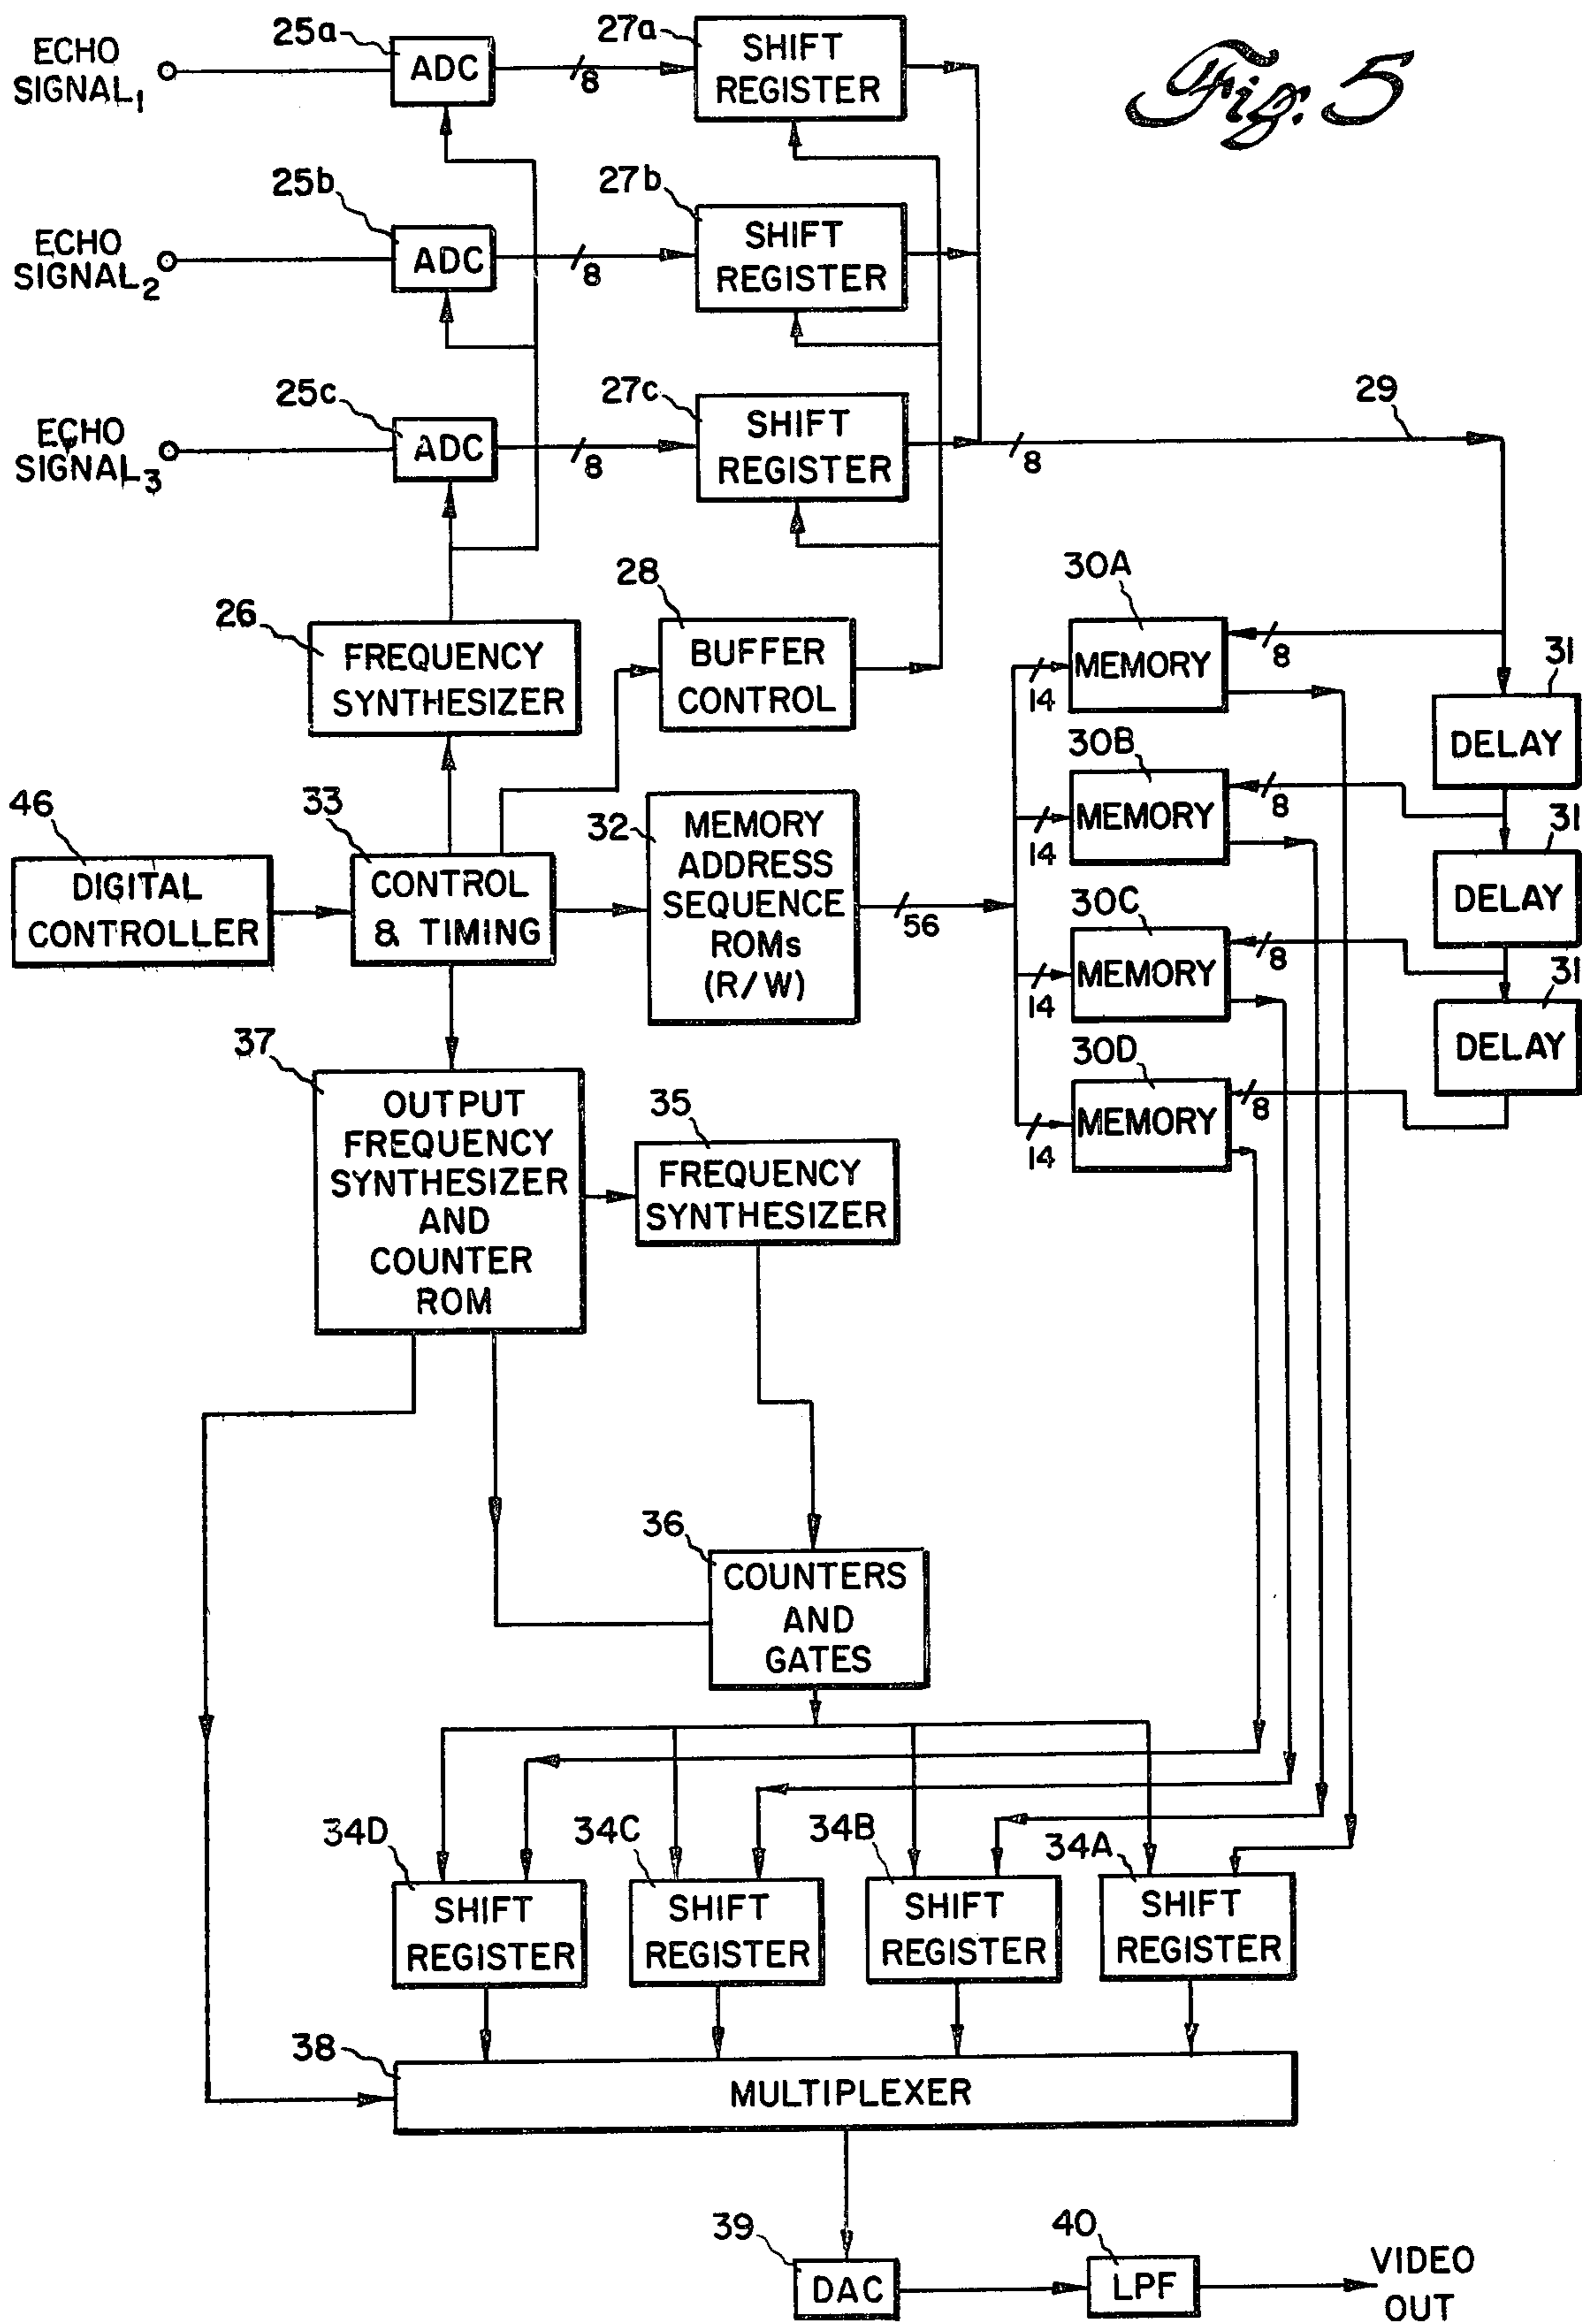 Fig. 5
25a
27a
ECHO
SIGNAL1
ADC
8
SHIFT
REGISTER
25b
27b
ECHO
SIGNAL2
ADC
8
SHIFT
REGISTER
25c
27c
29
ECHO
SIGNAL3
ADC
8
SHIFT
REGISTER
8
26
FREQUENCY
SYNTHESIZER
28
BUFFER
CONTROL
30A
MEMORY
8
14
31
DELAY
30B
MEMORY
8
14
31
DELAY
46
DIGITAL
CONTROLLER
33
CONTROL
& TIMING
32
MEMORY
ADDRESS
SEQUENCE
ROMs
(R/W)
56
30C
MEMORY
8
14
31
DELAY
30D
MEMORY
8
14
37
OUTPUT
FREQUENCY
SYNTHESIZER
AND
COUNTER
ROM
35
FREQUENCY
SYNTHESIZER
36
COUNTERS
AND
GATES
34D
SHIFT
REGISTER
34C
SHIFT
REGISTER
34B
SHIFT
REGISTER
34A
SHIFT
REGISTER
38
MULTIPLEXER
39
DAC
40
LPF
VIDEO
OUT